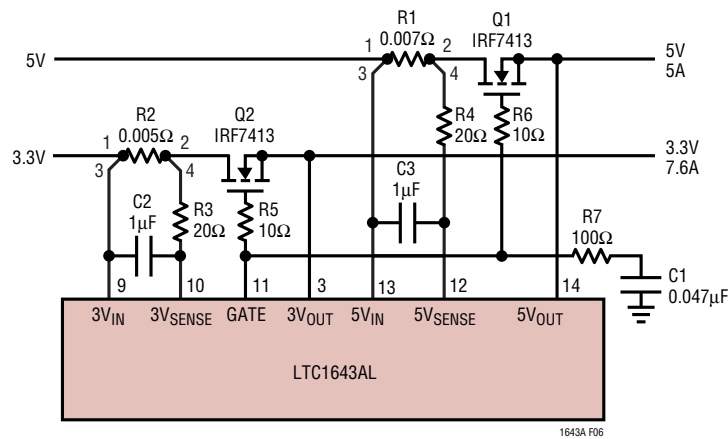 R1
0.007Ω
Q1
IRF7413
1
2
5V
5V
5A
3
4
R2
0.005Ω
Q2
IRF7413
R4
20Ω
R6
10Ω
1
2
3.3V
3.3V
7.6A
3
4
C3
1µF
C2
1µF
R3
20Ω
R5
10Ω
R7
100Ω
C1
0.047µF
9
10
11
3
13
12
14
3VIN
3VSENSE
GATE
3VOUT
5VIN
5VSENSE
5VOUT
LTC1643AL
1643A F06